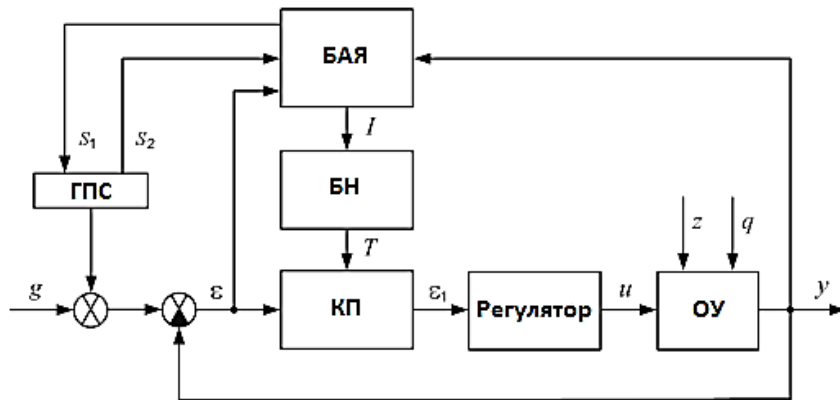 БАЯ
s₁
s₂
I
ГПС
БН
z
q
T
g
ε
КП
ε₁
Регулятор
u
ОУ
y